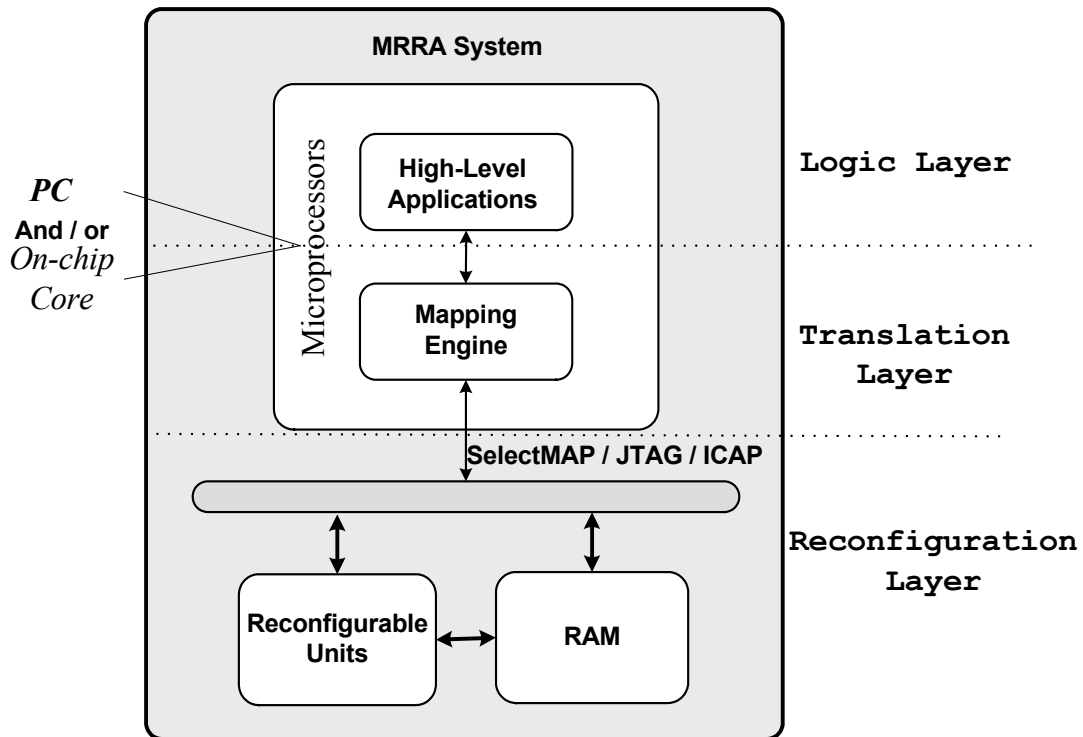 MRRA System
Microprocessors
High-Level
Applications
Logic Layer
PC
And / or
On-chip
Core
Mapping
Engine
Translation
Layer
SelectMAP / JTAG / ICAP
Reconfiguration
Layer
Reconfigurable
Units
RAM